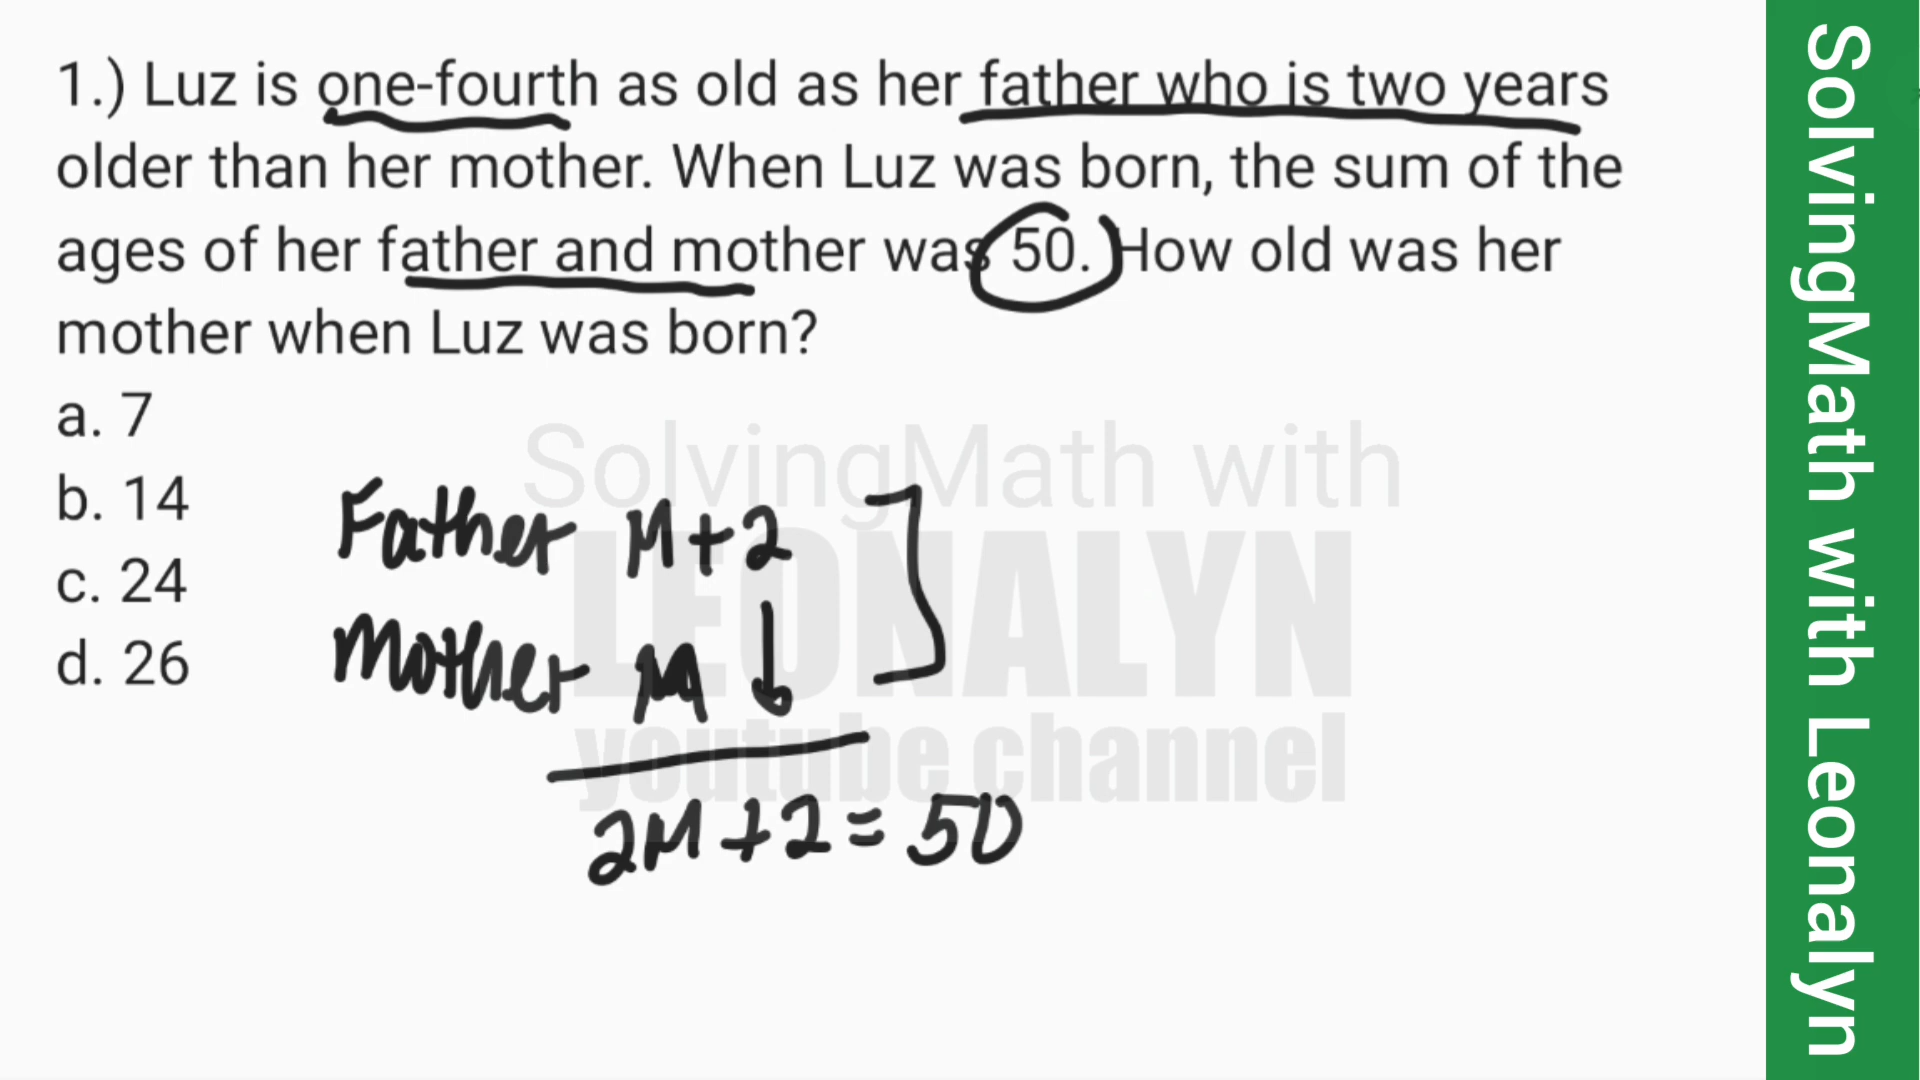 1.) Luz is one-fourth as old as her father who is two years
older than her mother. When Luz was born, the sum of the
ages of her father and mother was 50. How old was her
mother when Luz was born?
a. 7
b. 14
c. 24
d. 26
SolvingMath with
LEONALYN
youtube channel
Father M+2
Mother M
2M+2=50
SolvingMath with Leonalyn